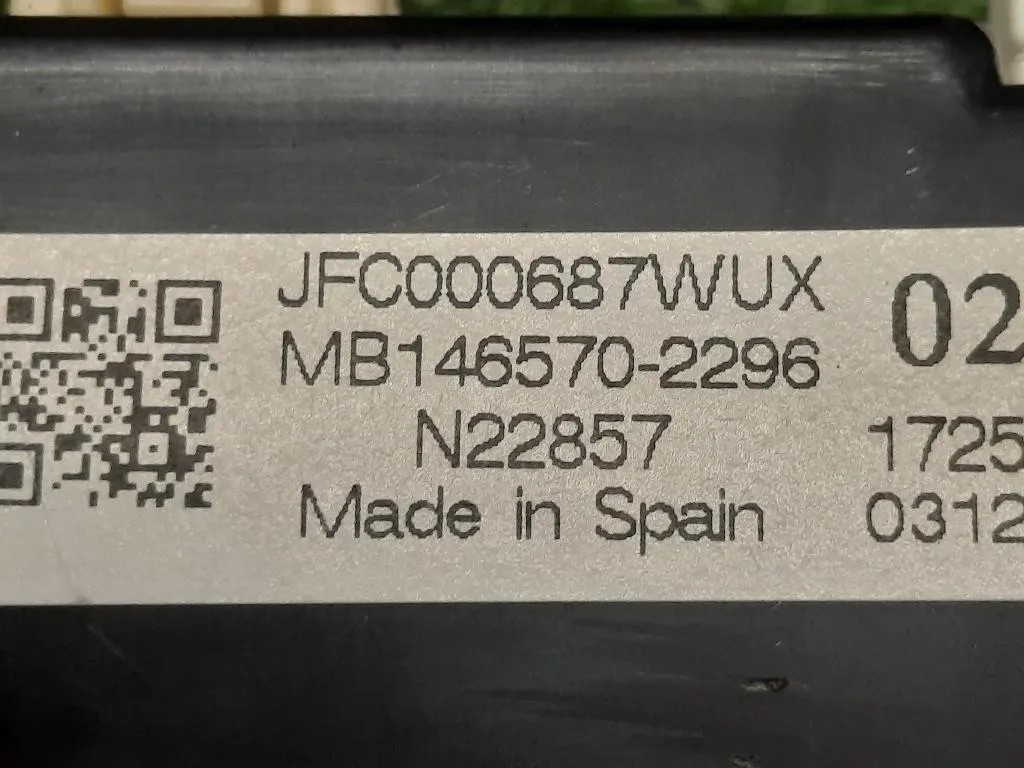 JFC000687WUX
MB146570-2296
N22857
Made in Spain
02
1725
0312